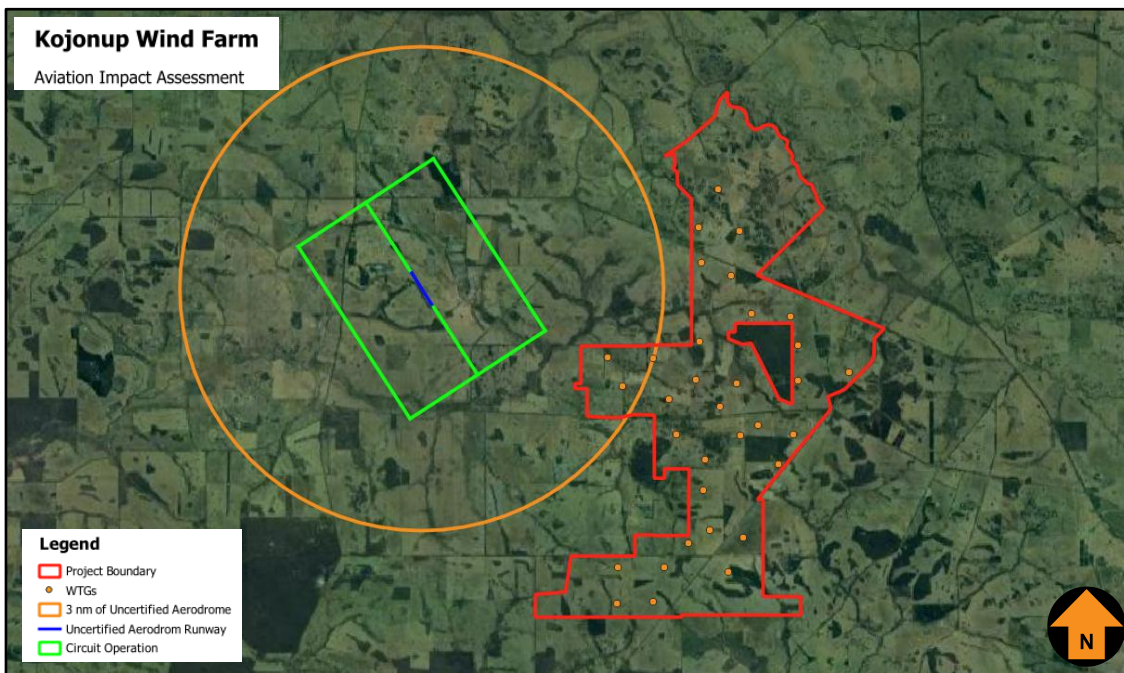 Kojonup Wind Farm
Aviation Impact Assessment
Legend
Project Boundary
WTGs
3 nm of Uncertified Aerodrome
Uncertified Aerodrom Runway
Circuit Operation
N